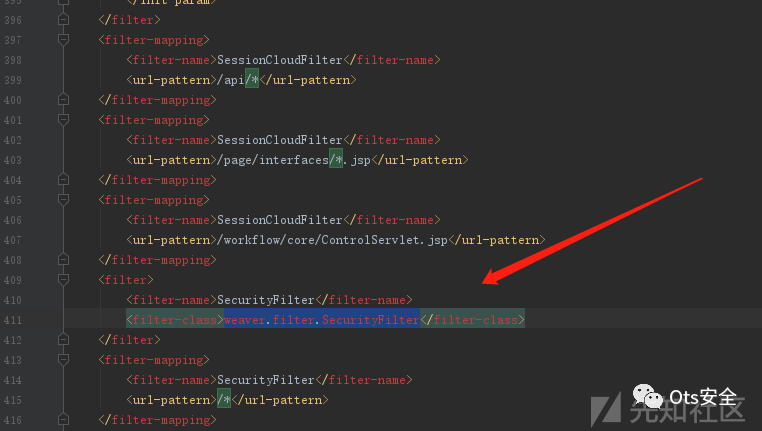 395 </init-param>
396 </filter>
397 <filter-mapping>
398 <filter-name>SessionCloudFilter</filter-name>
399 <url-pattern>/api/*</url-pattern>
400 </filter-mapping>
401 <filter-mapping>
402 <filter-name>SessionCloudFilter</filter-name>
403 <url-pattern>/page/interfaces/*.jsp</url-pattern>
404 </filter-mapping>
405 <filter-mapping>
406 <filter-name>SessionCloudFilter</filter-name>
407 <url-pattern>/workflow/core/ControlServlet.jsp</url-pattern>
408 </filter-mapping>
409 <filter>
410 <filter-name>SecurityFilter</filter-name>
411 <filter-class>weaver.filter.SecurityFilter</filter-class>
412 </filter>
413 <filter-mapping>
414 <filter-name>SecurityFilter</filter-name>
415 <url-pattern>/*</url-pattern>
416 </filter-mapping>
Ots安全
先知社区